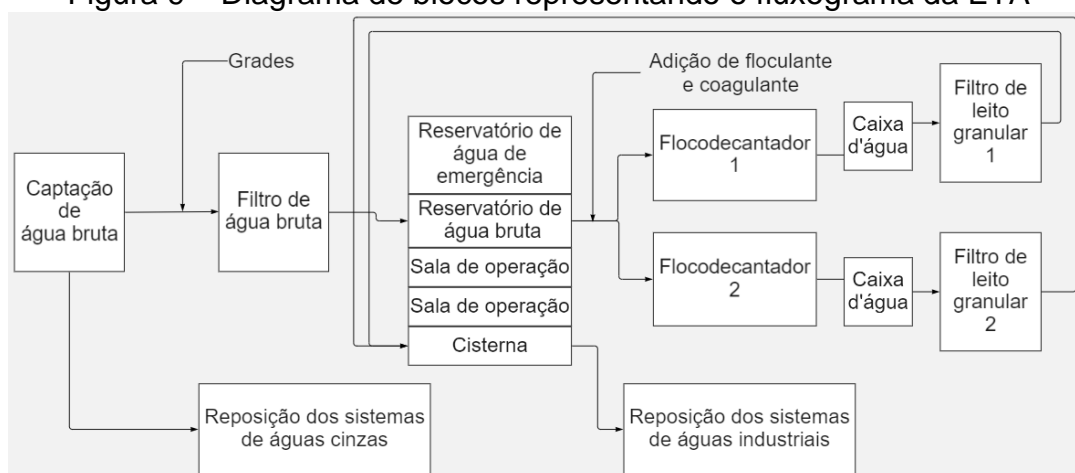 Figura 6 – Diagrama de blocos representando o fluxograma da ETA
Grades
Adição de floculante
e coagulante
Captação
de
água bruta
Filtro de
água bruta
Reservatório de
água de
emergência
Reservatório de
água bruta
Sala de operação
Sala de operação
Cisterna
Flocodecantador
1
Caixa
d'água
Filtro de
leito
granular
1
Flocodecantador
2
Caixa
d'água
Filtro de
leito
granular
2
Reposição dos sistemas
de águas cinzas
Reposição dos sistemas
de águas industriais